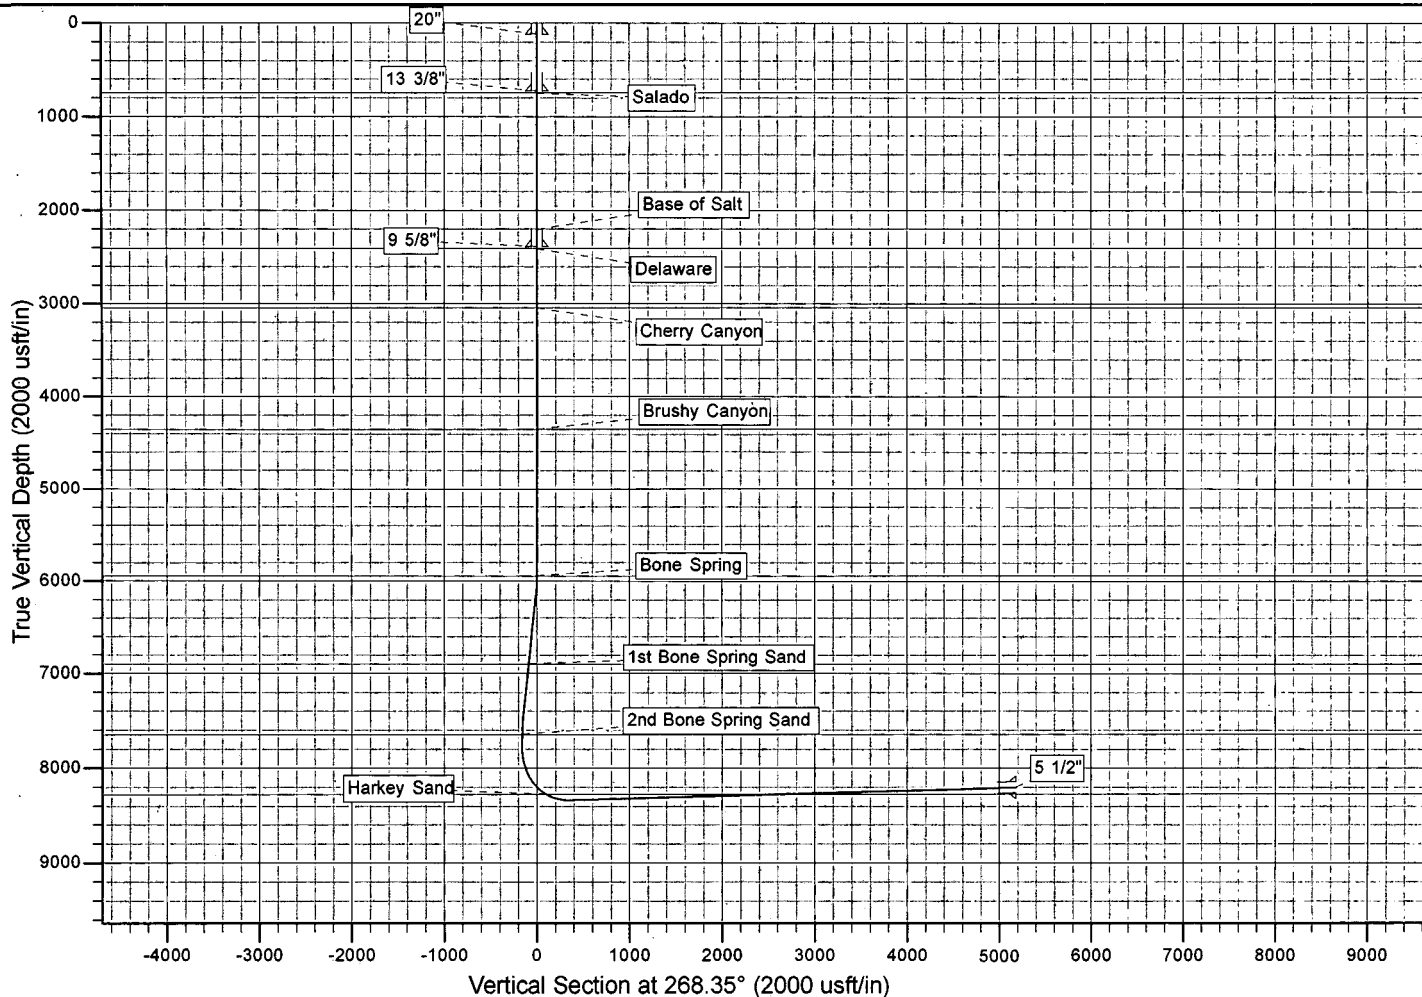 0
20"
13 3/8"
Salado
1000
2000
Base of Salt
9 5/8"
Delaware
3000
Cherry Canyon
4000
Brushy Canyon
5000
Bone Spring
6000
1st Bone Spring Sand
7000
2nd Bone Spring Sand
8000
5 1/2"
Harkey Sand
9000
True Vertical Depth (2000 usft/in)
-4000 -3000 -2000 -1000 0 1000 2000 3000 4000 5000 6000 7000 8000 9000
Vertical Section at 268.35° (2000 usft/in)